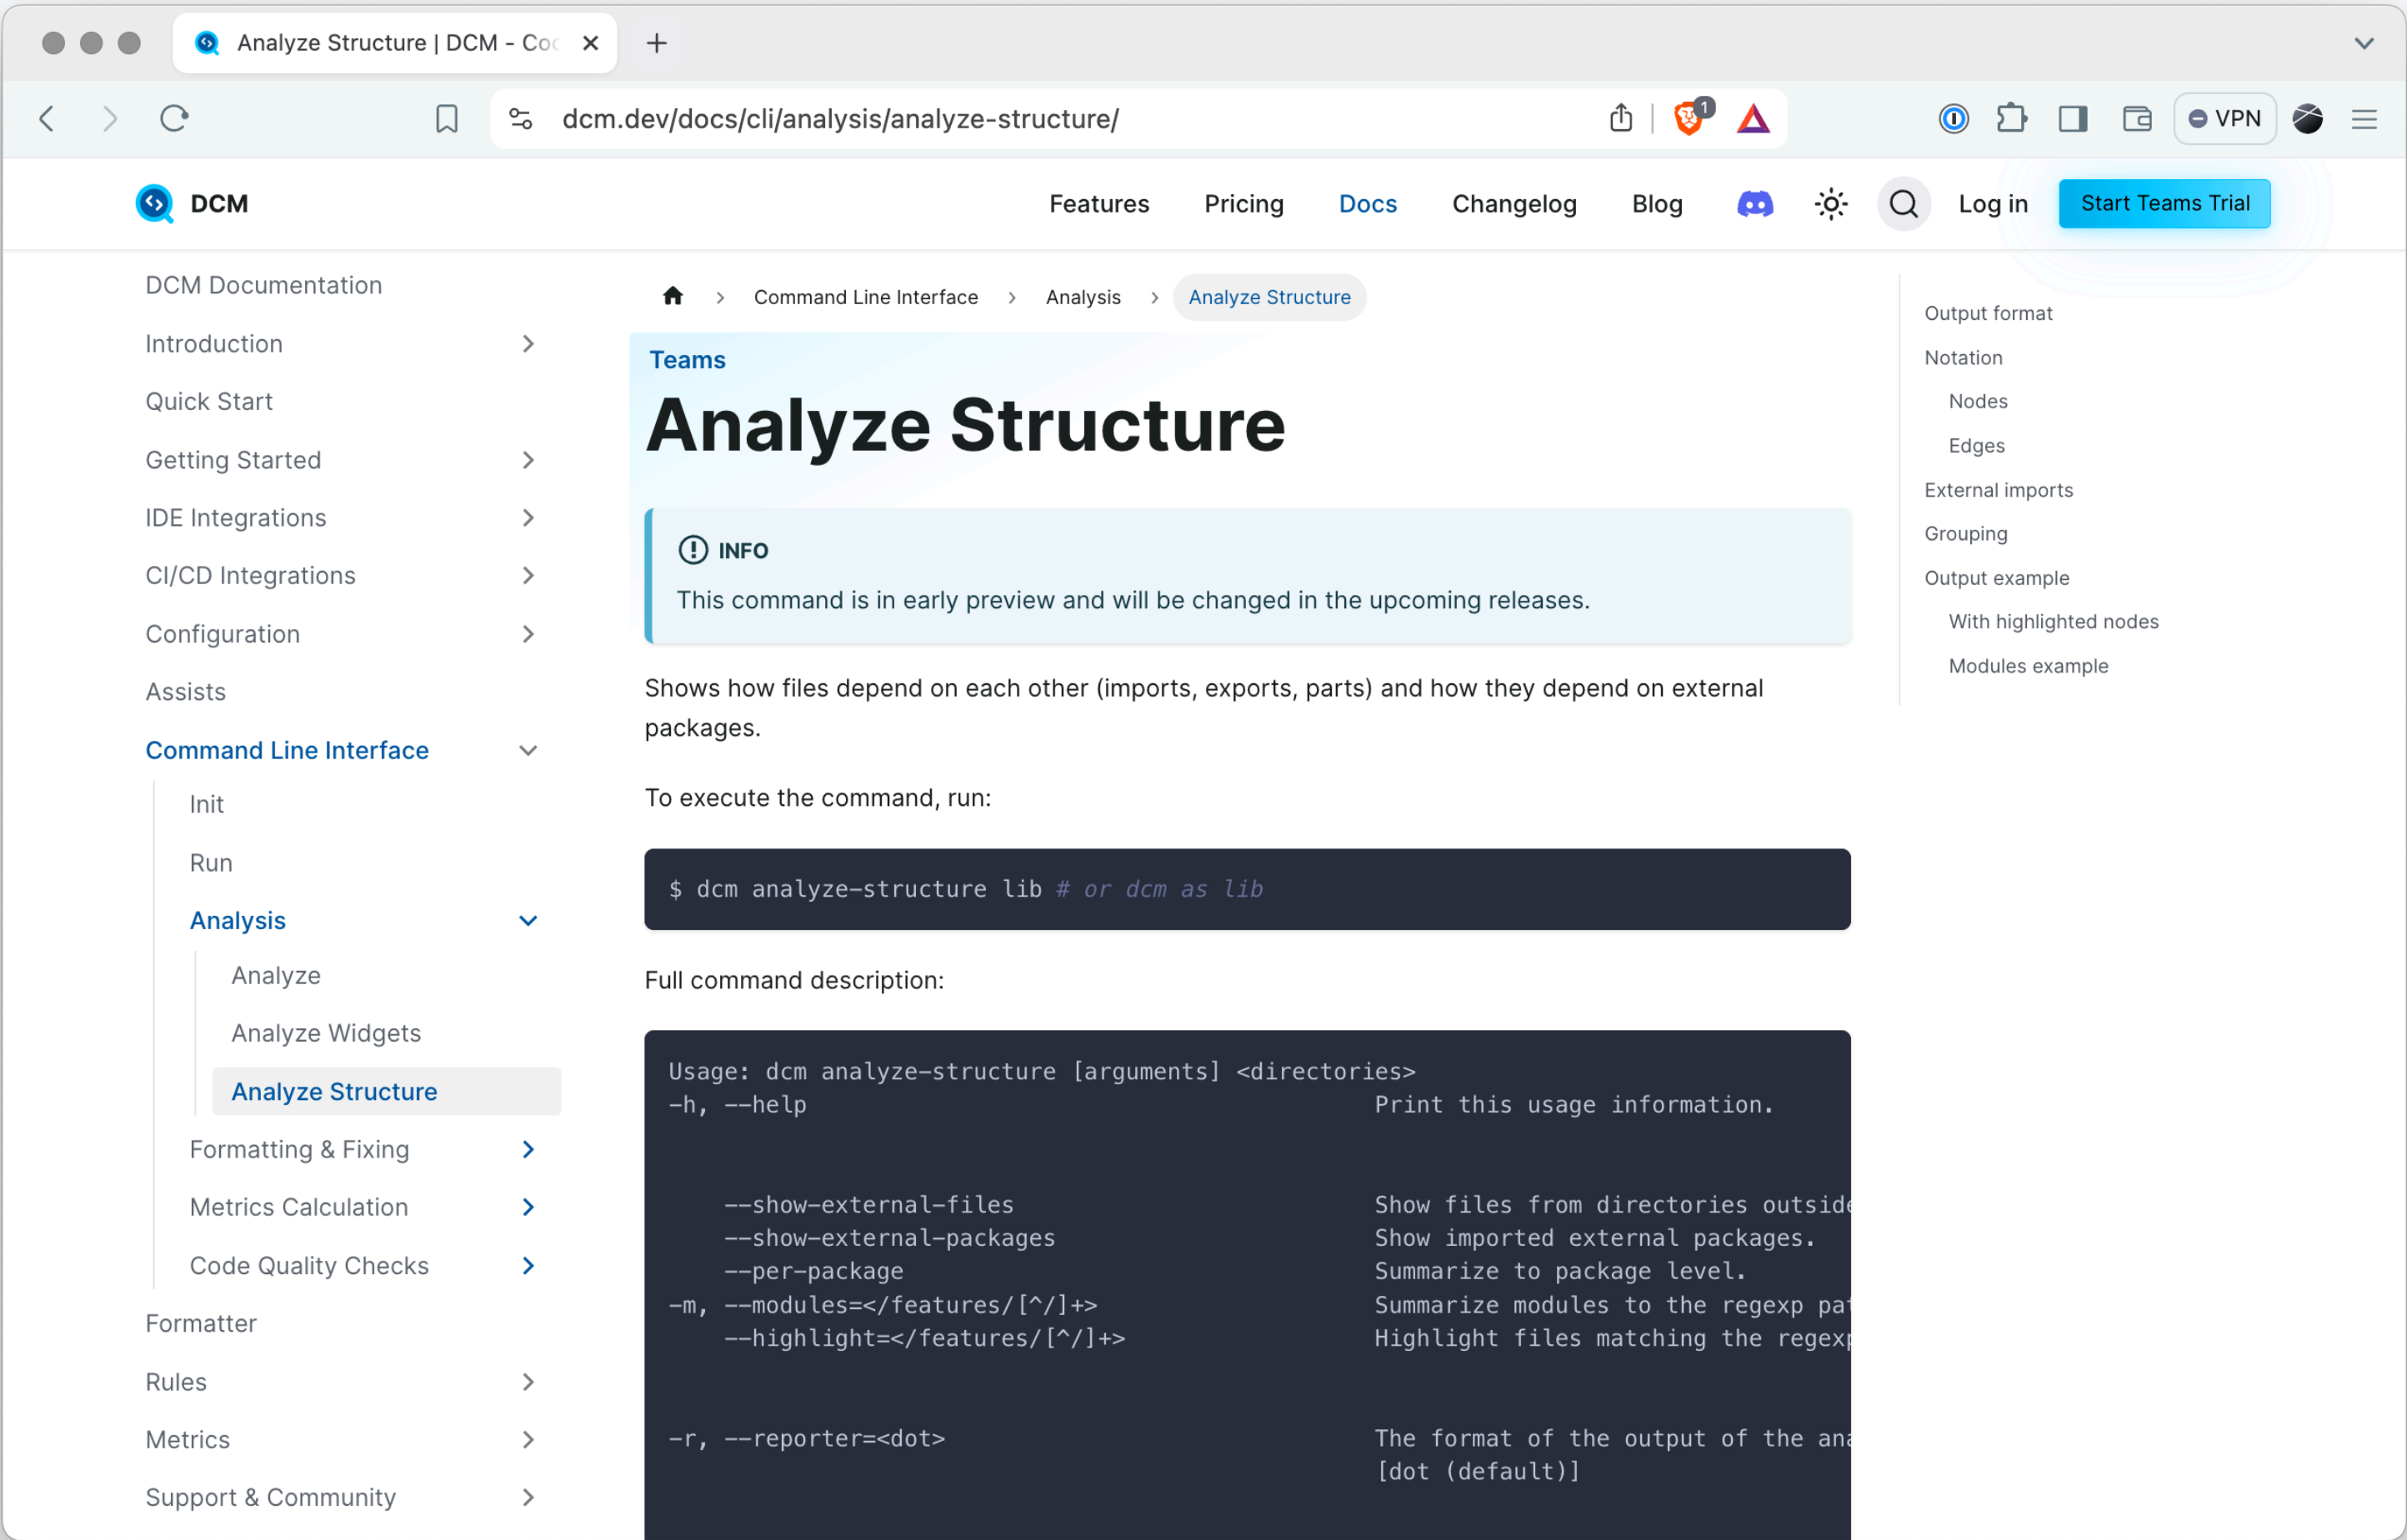 Analyze Structure | DCM - Co
dcm.dev/docs/cli/analysis/analyze-structure/
1
VPN
DCM
Features
Pricing
Docs
Changelog
Blog
Log in
Start Teams Trial
DCM Documentation
Introduction
Quick Start
Getting Started
IDE Integrations
CI/CD Integrations
Configuration
Assists
Command Line Interface
Init
Run
Analysis
Analyze
Analyze Widgets
Analyze Structure
Formatting & Fixing
Metrics Calculation
Code Quality Checks
Formatter
Rules
Metrics
Support & Community
Command Line Interface > Analysis > Analyze Structure
Teams
Analyze Structure
INFO
This command is in early preview and will be changed in the upcoming releases.
Shows how files depend on each other (imports, exports, parts) and how they depend on external
packages.
To execute the command, run:
$ dcm analyze-structure lib # or dcm as lib
Full command description:
Usage: dcm analyze-structure [arguments] <directories>
-h, --help Print this usage information.
--show-external-files Show files from directories outside
--show-external-packages Show imported external packages.
--per-package Summarize to package level.
-m, --modules=</features/[^/]+> Summarize modules to the regexp pat
--highlight=</features/[^/]+> Highlight files matching the regexp
-r, --reporter=<dot> The format of the output of the ana
[dot (default)]
Output format
Notation
Nodes
Edges
External imports
Grouping
Output example
With highlighted nodes
Modules example